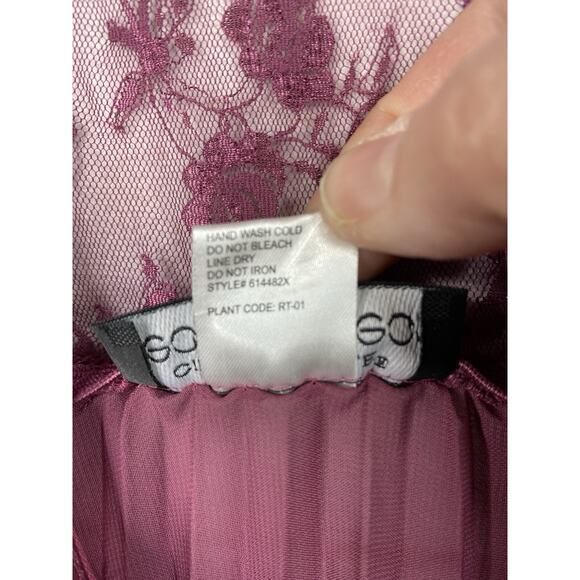 HAND WASH COLD
DO NOT BLEACH
LINE DRY
DO NOT IRON
STYLE# 614482X
PLANT CODE: RT-01